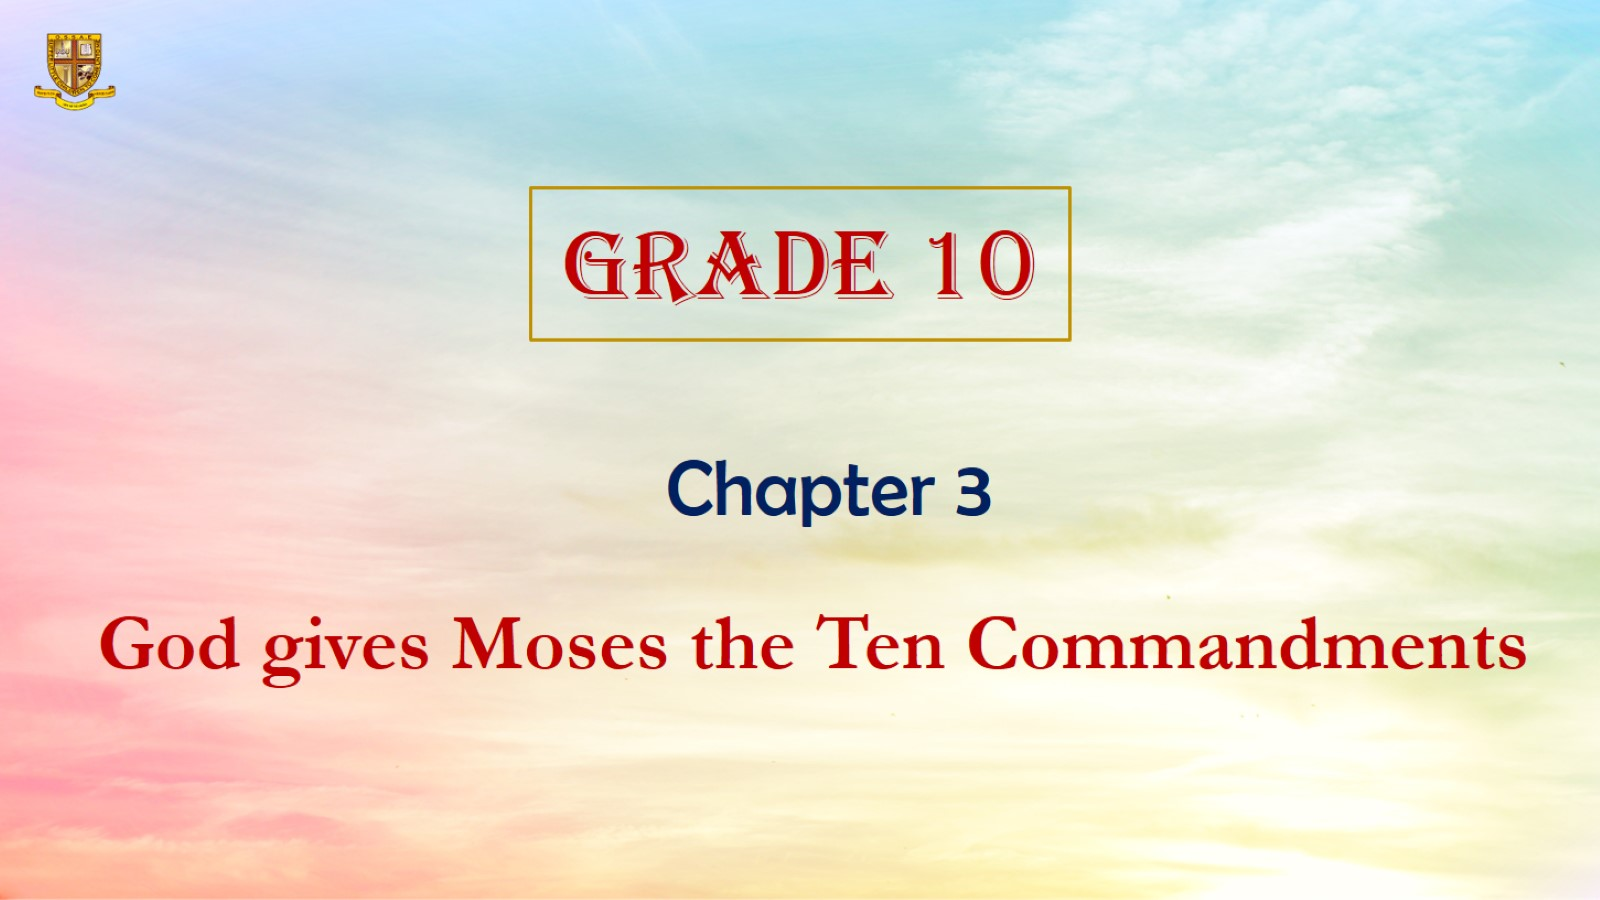 GRADE 10
Chapter 3
God gives Moses the Ten Commandments